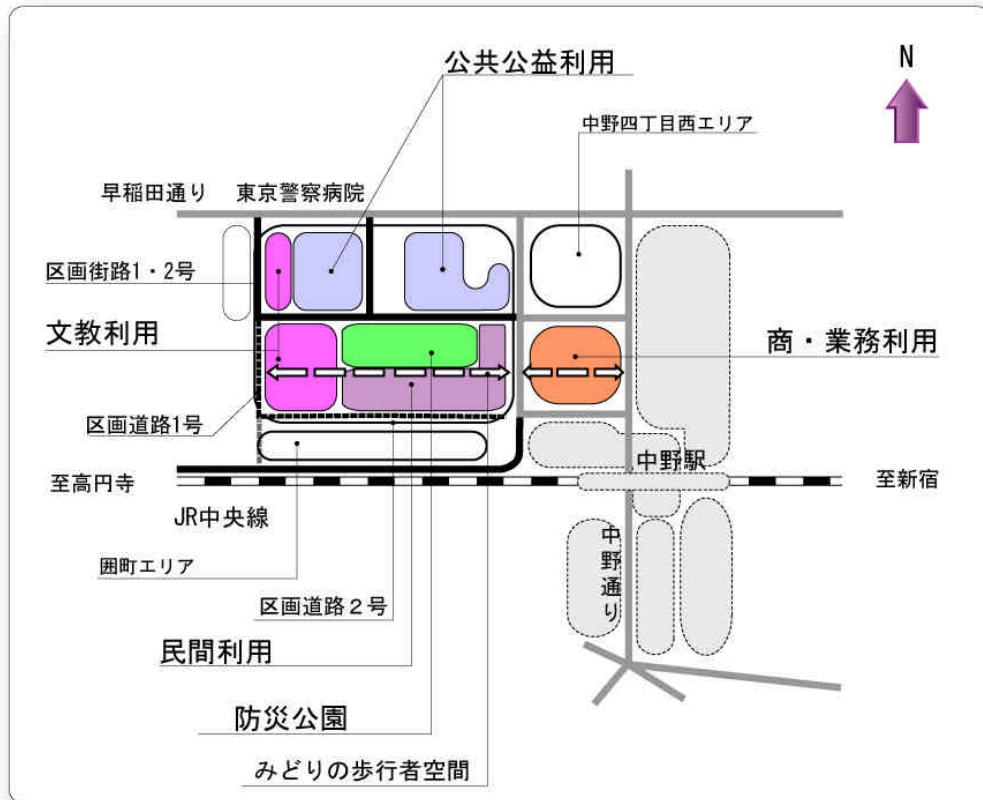 公共公益利用
N
中野四丁目西エリア
早稲田通り
東京警察病院
区画街路1・2号
文教利用
商・業務利用
区画道路1号
中野駅
至高円寺
至新宿
JR中央線
中野通り
囲町エリア
区画道路2号
民間利用
防災公園
みどりの歩行者空間